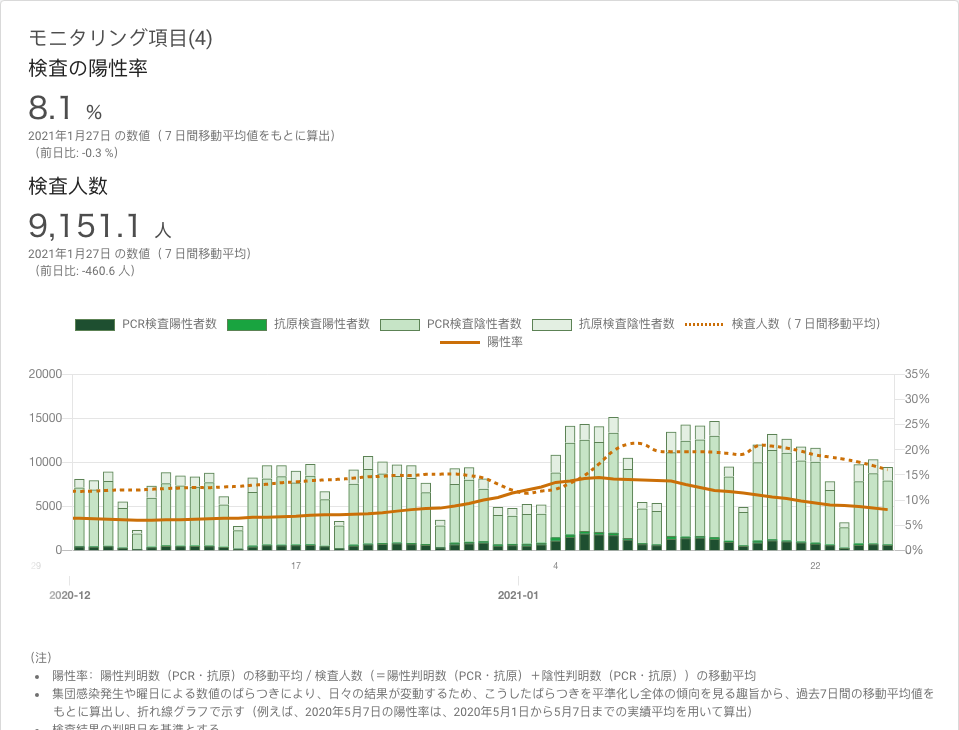 モニタリング項目(4)
検査の陽性率
8.1 %
2021年1月27日 の数値（７日間移動平均値をもとに算出）
（前日比: -0.3 %）
検査人数
9,151.1 人
2021年1月27日 の数値（７日間移動平均）
（前日比: -460.6 人）
PCR検査陽性者数 抗原検査陽性者数 PCR検査陰性者数 抗原検査陰性者数 検査人数（７日間移動平均）
陽性率
20000 35%
30%
15000 25%
20%
10000 15%
5000 10%
5%
0 0%
29 17 4 22
2020-12 2021-01
（注）
• 陽性率：陽性判明数（PCR・抗原）の移動平均 / 検査人数（＝陽性判明数（PCR・抗原）＋陰性判明数（PCR・抗原））の移動平均
• 集団感染発生や曜日による数値のばらつきにより、日々の結果が変動するため、こうしたばらつきを平準化し全体の傾向を見る趣旨から、過去7日間の移動平均値を
もとに算出し、折れ線グラフで示す（例えば、2020年5月7日の陽性率は、2020年5月1日から5月7日までの実績平均を用いて算出）
• 検査結果の判明日を基準とする